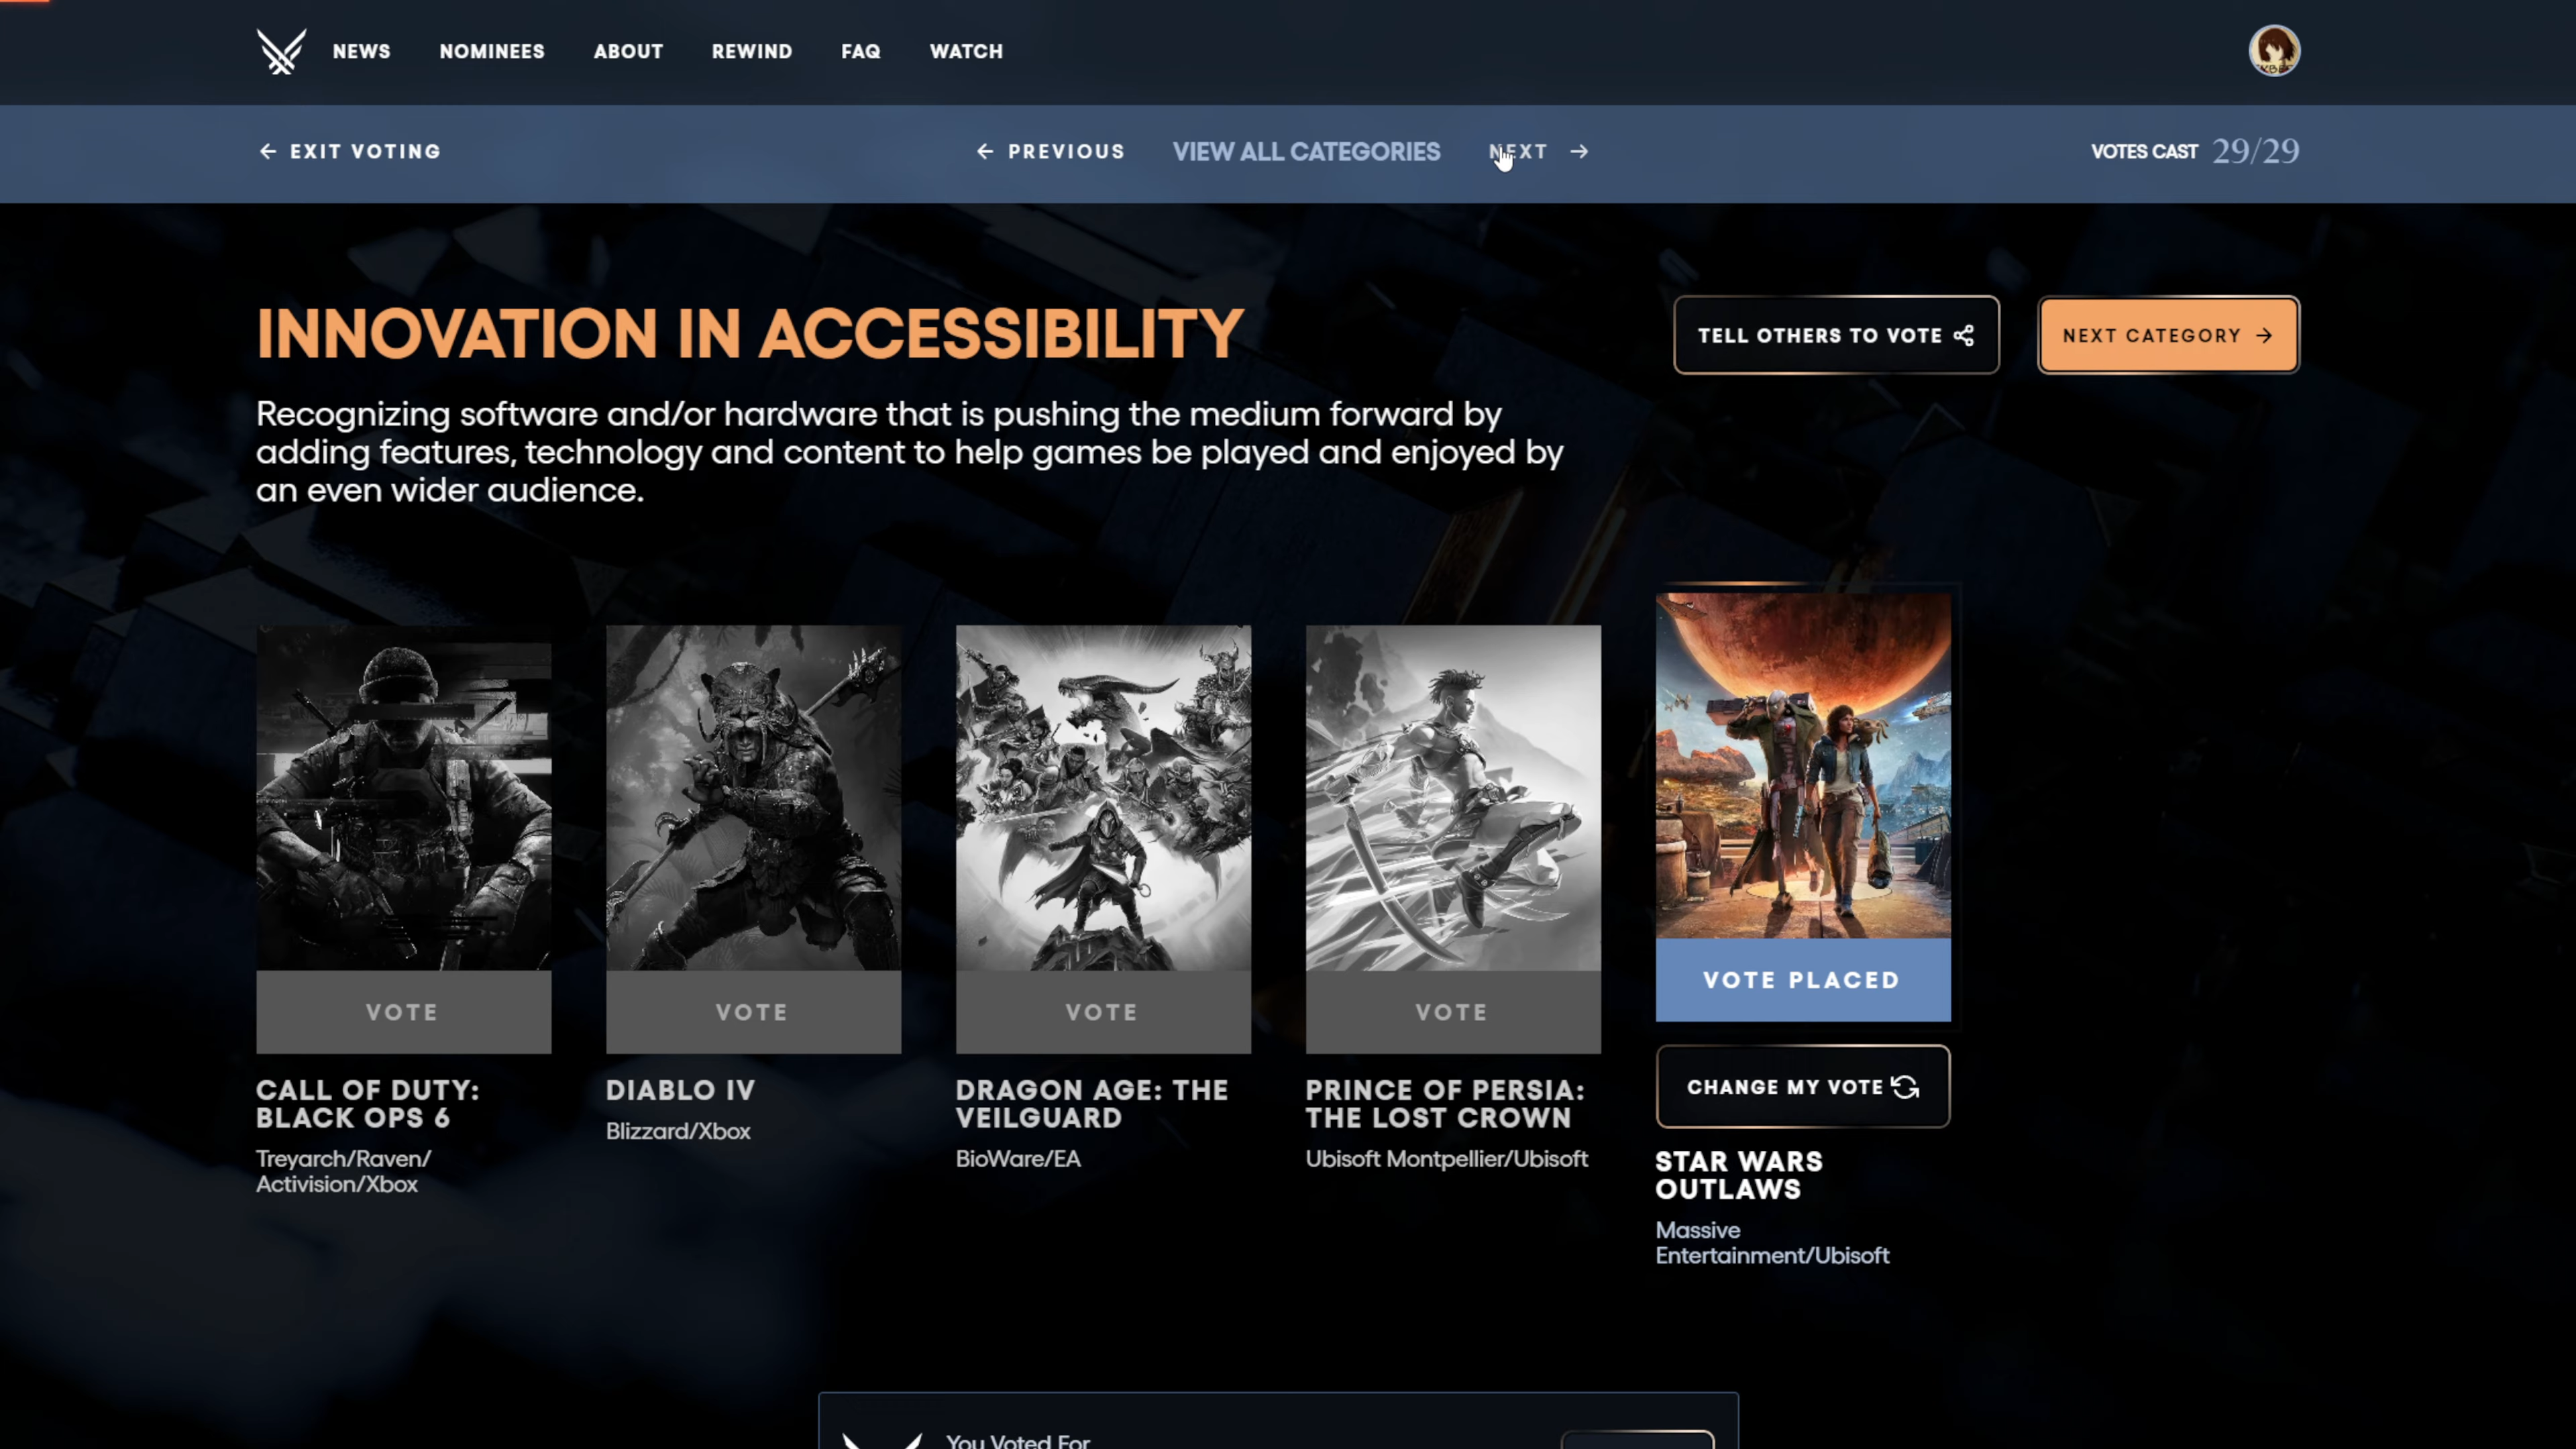 NEWS
NOMINEES
ABOUT
REWIND
FAQ
WATCH
EXIT VOTING
PREVIOUS
VIEW ALL CATEGORIES
NEXT
VOTES CAST 29/29
INNOVATION IN ACCESSIBILITY
TELL OTHERS TO VOTE
NEXT CATEGORY
Recognizing software and/or hardware that is pushing the medium forward by
adding features, technology and content to help games be played and enjoyed by
an even wider audience.
VOTE
CALL OF DUTY:
BLACK OPS 6
Treyarch/Raven/
Activision/Xbox
VOTE
DIABLO IV
Blizzard/Xbox
VOTE
DRAGON AGE: THE
VEILGUARD
BioWare/EA
VOTE
PRINCE OF PERSIA:
THE LOST CROWN
Ubisoft Montpellier/Ubisoft
VOTE PLACED
CHANGE MY VOTE
STAR WARS
OUTLAWS
Massive
Entertainment/Ubisoft
You Voted For